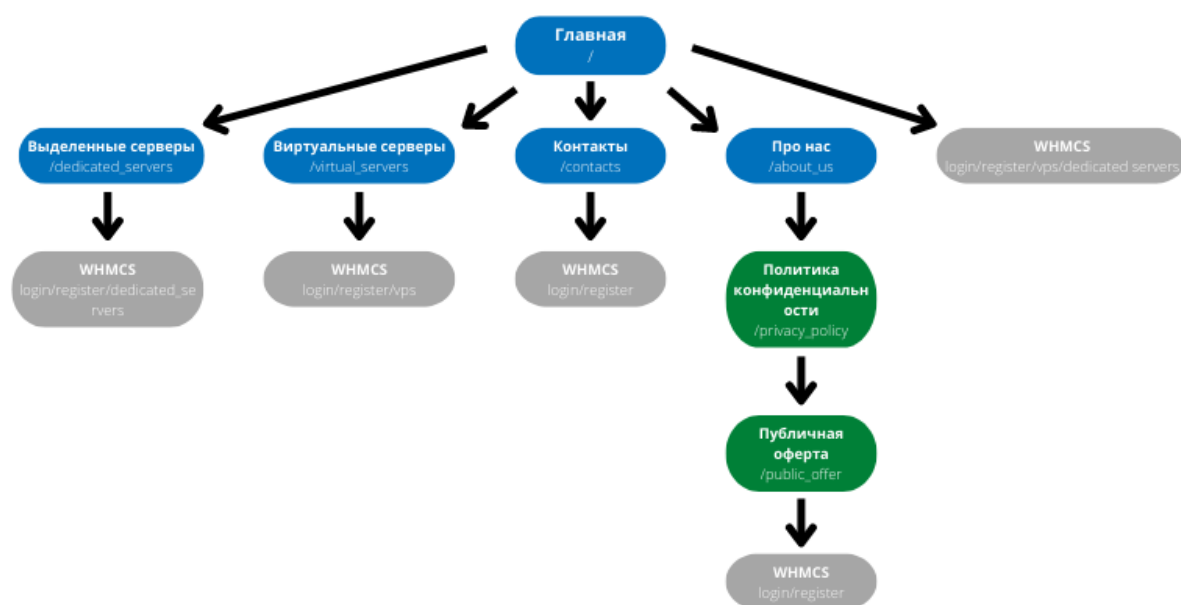 Главная
/
Выделенные серверы
/dedicated_servers
Виртуальные серверы
/virtual_servers
Контакты
/contacts
Про нас
/about_us
WHMCS
login/register/vps/dedicated servers
WHMCS
login/register/dedicated_se
rvers
WHMCS
login/register/vps
WHMCS
login/register
Политика
конфиденциальн
ости
/privacy_policy
Публичная
оферта
/public_offer
WHMCS
login/register